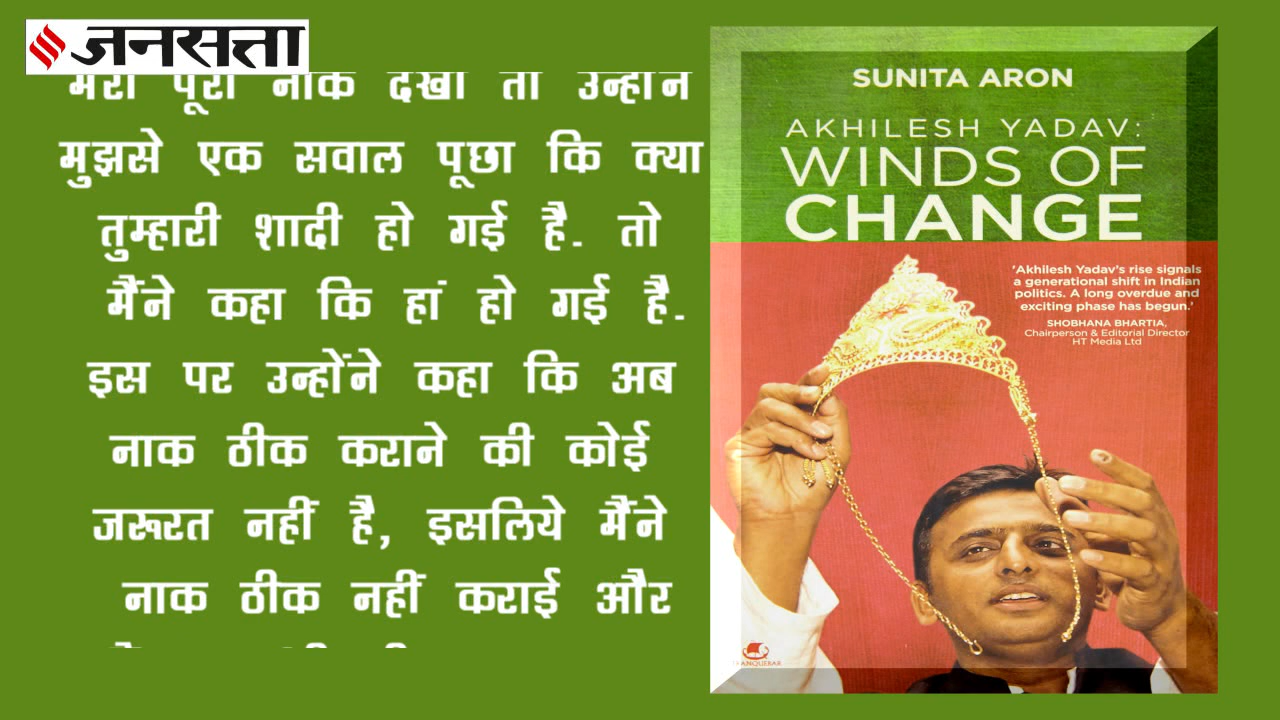 जनसत्ता
मेरी पूरी नाक देखी तो उन्होंने
मुझसे एक सवाल पूछा कि क्या
तुम्हारी शादी हो गई है. तो
मैंने कहा कि हां हो गई है.
इस पर उन्होंने कहा कि अब
नाक ठीक कराने की कोई
जरूरत नहीं है, इसलिये मैंने
नाक ठीक नहीं कराई और
SUNITA ARON
AKHILESH YADAV:
WINDS OF
CHANGE
'Akhilesh Yadav's rise signals
a generational shift in Indian
politics. A long overdue and
exciting phase has begun.'
SHOBHANA BHARTIA,
Chairperson & Editorial Director
HT Media Ltd
TRANQUEBAR